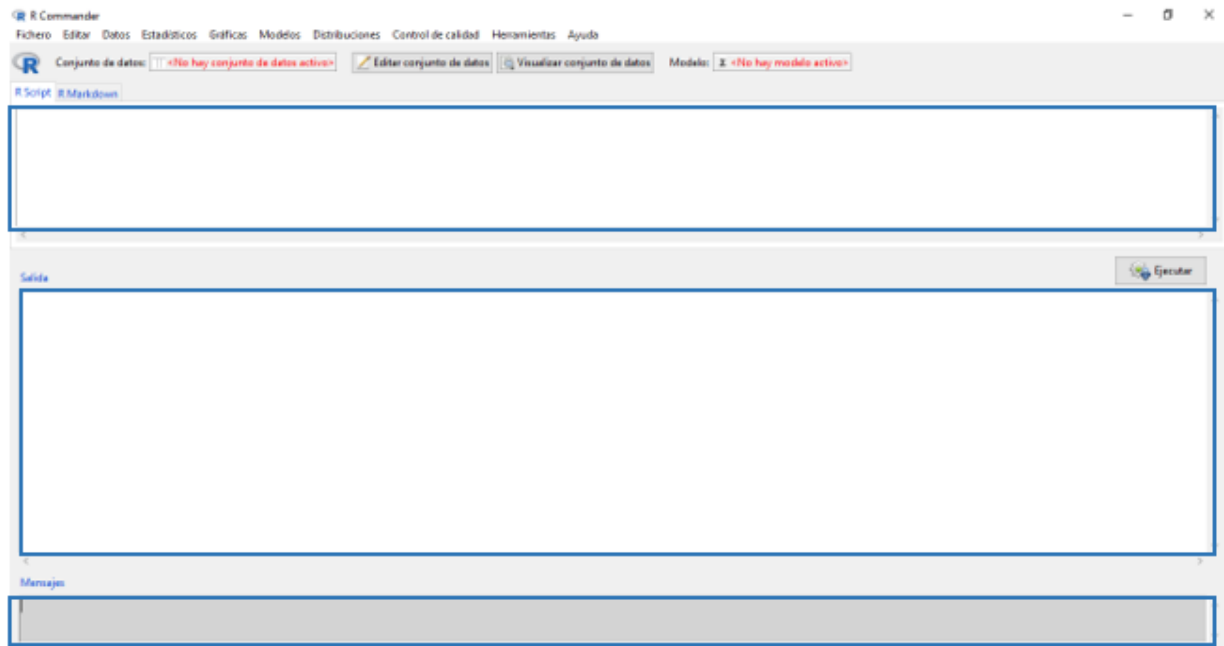 R R Commander
Fichero Editar Datos Estadísticos Gráficas Modelos Distribuciones Control de calidad Herramientas Ayuda
R Conjunto de datos: <No hay conjunto de datos activo> Editar conjunto de datos Visualizar conjunto de datos Modelo: Σ <No hay modelo activo>
R Script R Markdown
Ejecutar
Salida
Mensajes